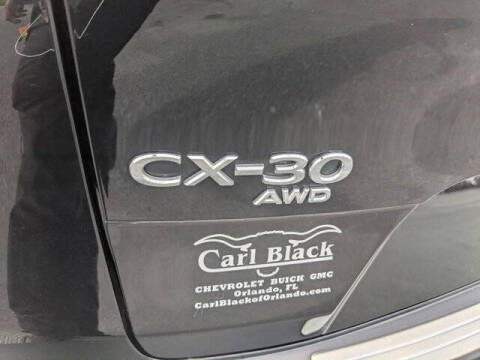 CX-30
AWD
Carl Black
CHEVROLET BUICK GMC
Orlando, FL
CarlBlackofOrlando.com